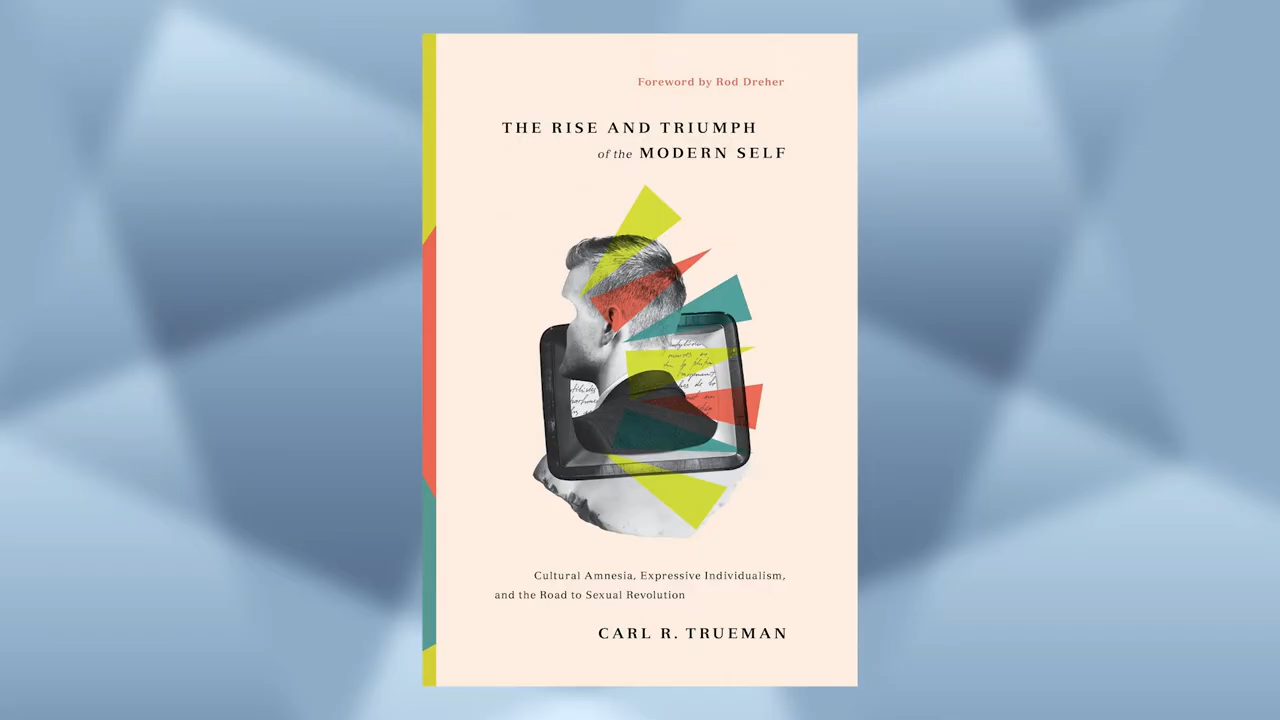 Foreword by Rod Dreher
THE RISE AND TRIUMPH
of the MODERN SELF
Cultural Amnesia, Expressive Individualism,
and the Road to Sexual Revolution
CARL R. TRUEMAN